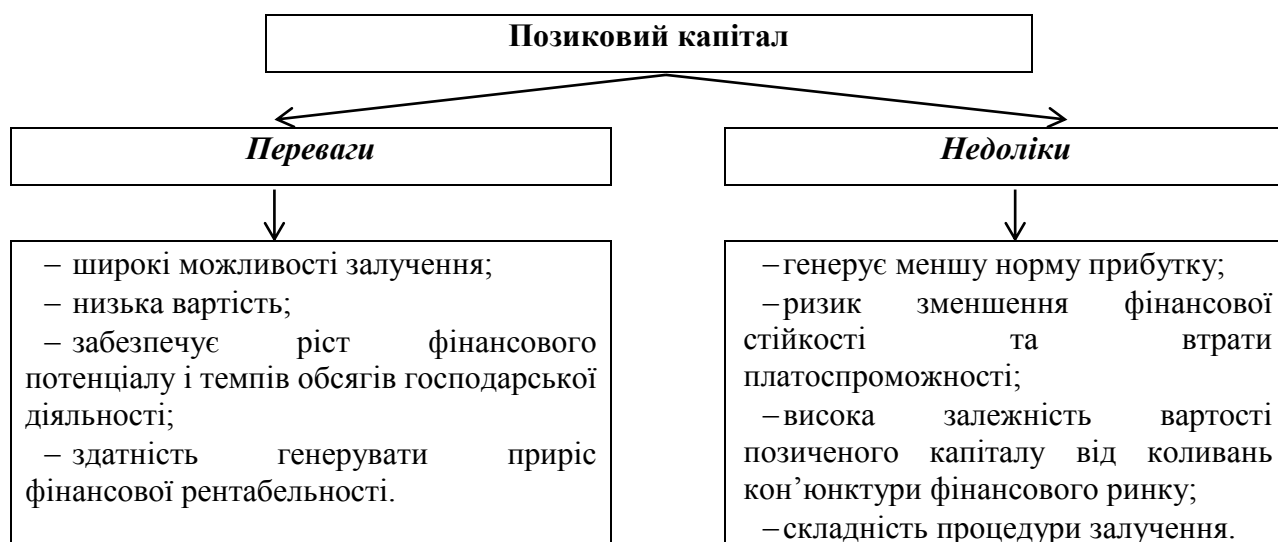 Позиковий капітал
Переваги
Недоліки
– широкі можливості залучення;
– низька вартість;
– забезпечує ріст фінансового
потенціалу і темпів обсягів господарської
діяльності;
– здатність генерувати приріс
фінансової рентабельності.
– генерує меншу норму прибутку;
– ризик зменшення фінансової
стійкості та втрати
платоспроможності;
– висока залежність вартості
позиченого капіталу від коливань
кон’юнктури фінансового ринку;
– складність процедури залучення.